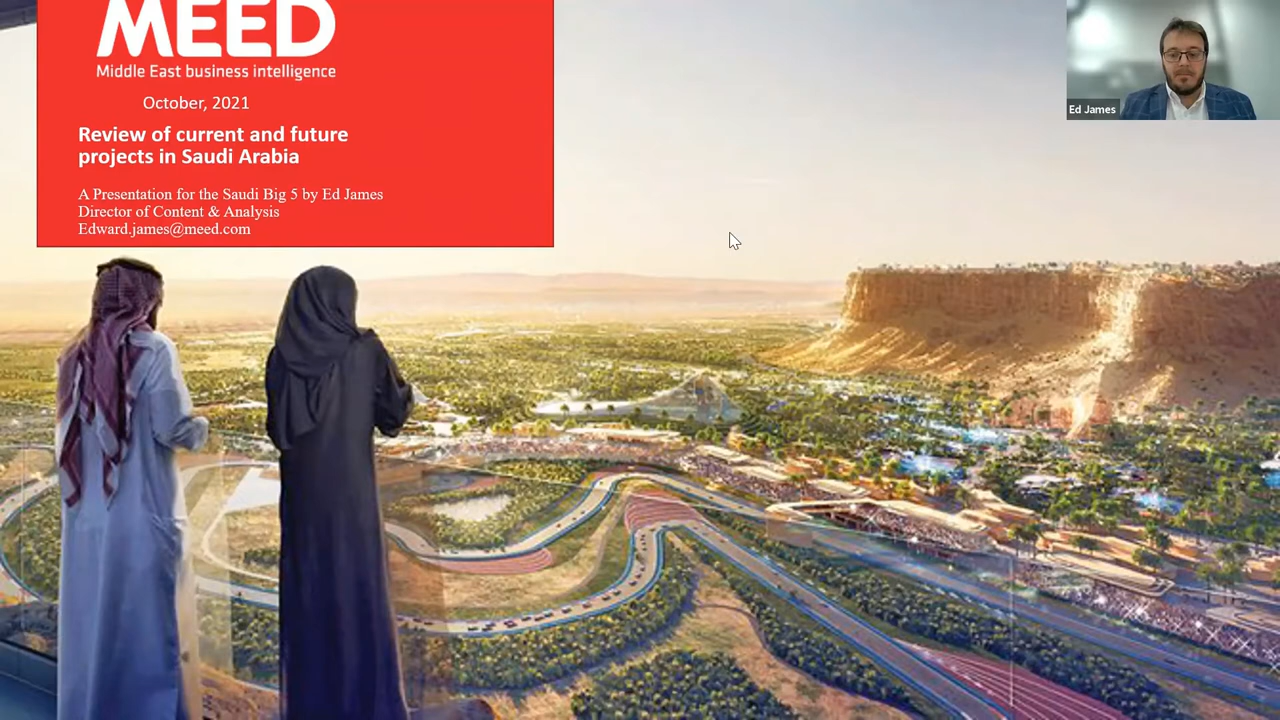 MEED
Middle East business intelligence
October, 2021
Review of current and future
projects in Saudi Arabia
A Presentation for the Saudi Big 5 by Ed James
Director of Content & Analysis
Edward.james@meed.com
Ed James